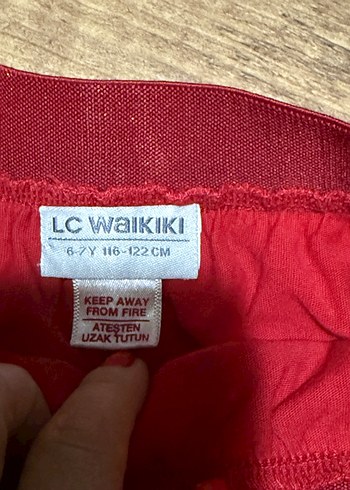 LC WAIKIKI
6-7Y 116-122 CM
KEEP AWAY
FROM FIRE
ATEŞTEN
UZAK TUTUN